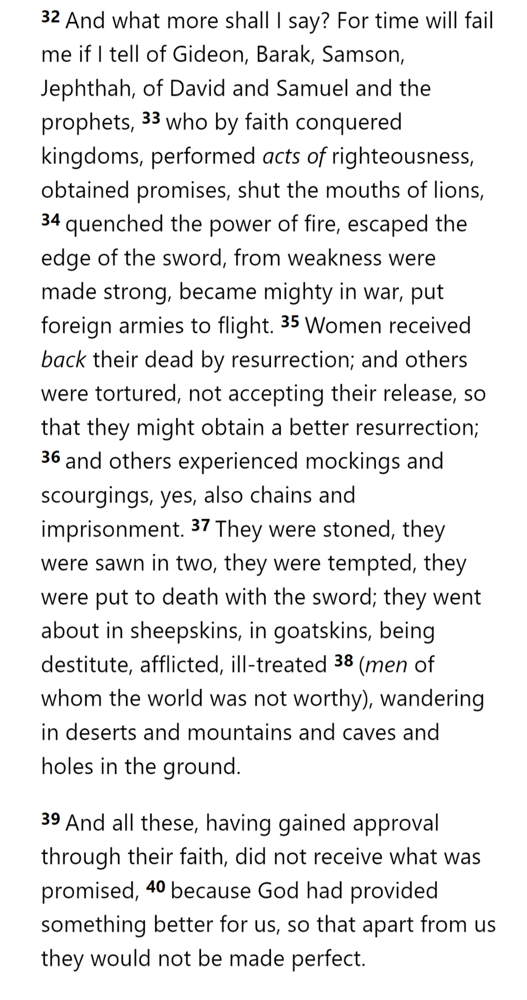 32 And what more shall I say? For time will fail
me if I tell of Gideon, Barak, Samson,
Jephthah, of David and Samuel and the
prophets, 33 who by faith conquered
kingdoms, performed acts of righteousness,
obtained promises, shut the mouths of lions,
34 quenched the power of fire, escaped the
edge of the sword, from weakness were
made strong, became mighty in war, put
foreign armies to flight. 35 Women received
back their dead by resurrection; and others
were tortured, not accepting their release, so
that they might obtain a better resurrection;
36 and others experienced mockings and
scourgings, yes, also chains and
imprisonment. 37 They were stoned, they
were sawn in two, they were tempted, they
were put to death with the sword; they went
about in sheepskins, in goatskins, being
destitute, afflicted, ill-treated 38 (men of
whom the world was not worthy), wandering
in deserts and mountains and caves and
holes in the ground.
39 And all these, having gained approval
through their faith, did not receive what was
promised, 40 because God had provided
something better for us, so that apart from us
they would not be made perfect.